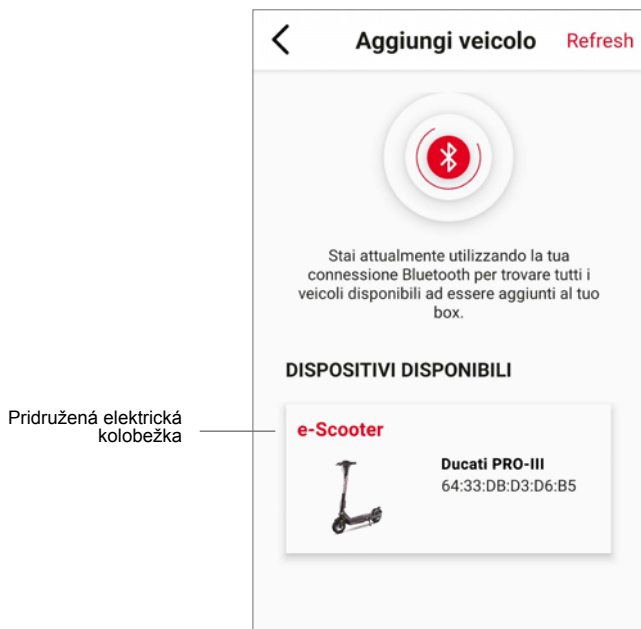 Aggiungi veicolo
Refresh
Stai attualmente utilizzando la tua
connessione Bluetooth per trovare tutti i
veicoli disponibili ad essere aggiunti al tuo
box.
DISPOSITIVI DISPONIBILI
Pridružená elektrická
kolobežka
e-Scooter
Ducati PRO-III
64:33:DB:D3:D6:B5